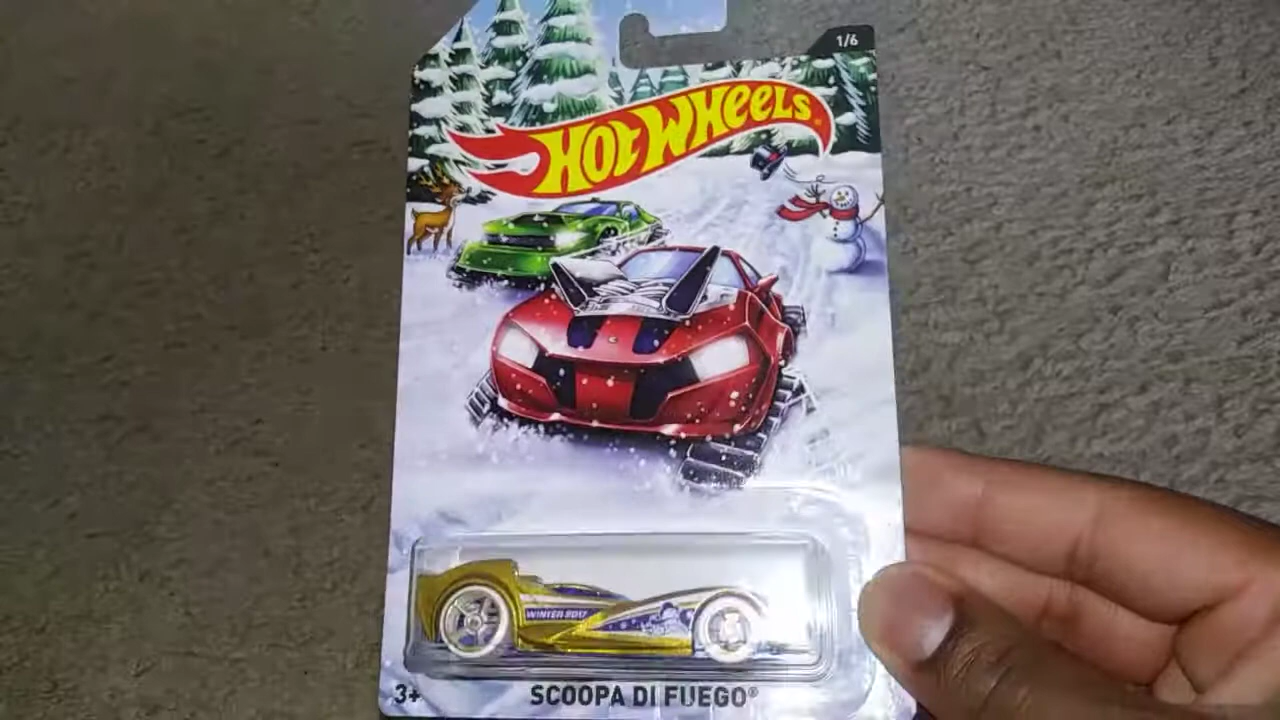 1/6
HOT WHEELS
WINTER 2017
3+
SCOOPA DI FUEGO®